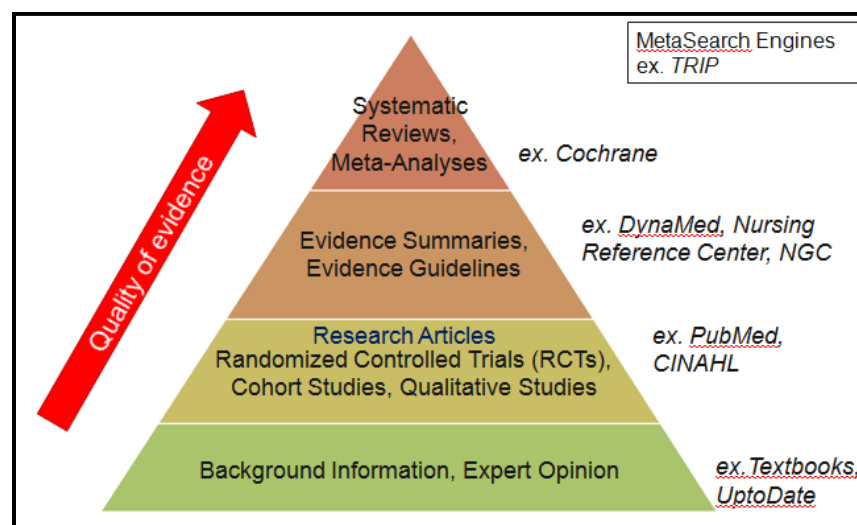 MetaSearch Engines
ex. TRIP
Systematic
Reviews,
Meta-Analyses
ex. Cochrane
Evidence Summaries,
Evidence Guidelines
ex. DynaMed, Nursing
Reference Center, NGC
Research Articles
Randomized Controlled Trials (RCTs),
Cohort Studies, Qualitative Studies
ex. PubMed,
CINAHL
Background Information, Expert Opinion
ex.Textbooks,
UptoDate
Quality of evidence